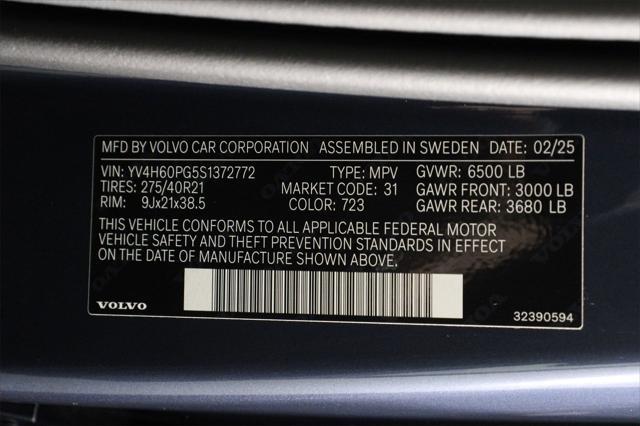 MFD BY VOLVO CAR CORPORATION ASSEMBLED IN SWEDEN DATE: 02/25
VIN: YV4H60PG5S1372772 TYPE: MPV GVWR: 6500 LB
TIRES: 275/40R21 MARKET CODE: 31 GAWR FRONT: 3000 LB
RIM: 9Jx21x38.5 COLOR: 723 GAWR REAR: 3680 LB
THIS VEHICLE CONFORMS TO ALL APPLICABLE FEDERAL MOTOR
VEHICLE SAFETY AND THEFT PREVENTION STANDARDS IN EFFECT
ON THE DATE OF MANUFACTURE SHOWN ABOVE.
VOLVO 32390594